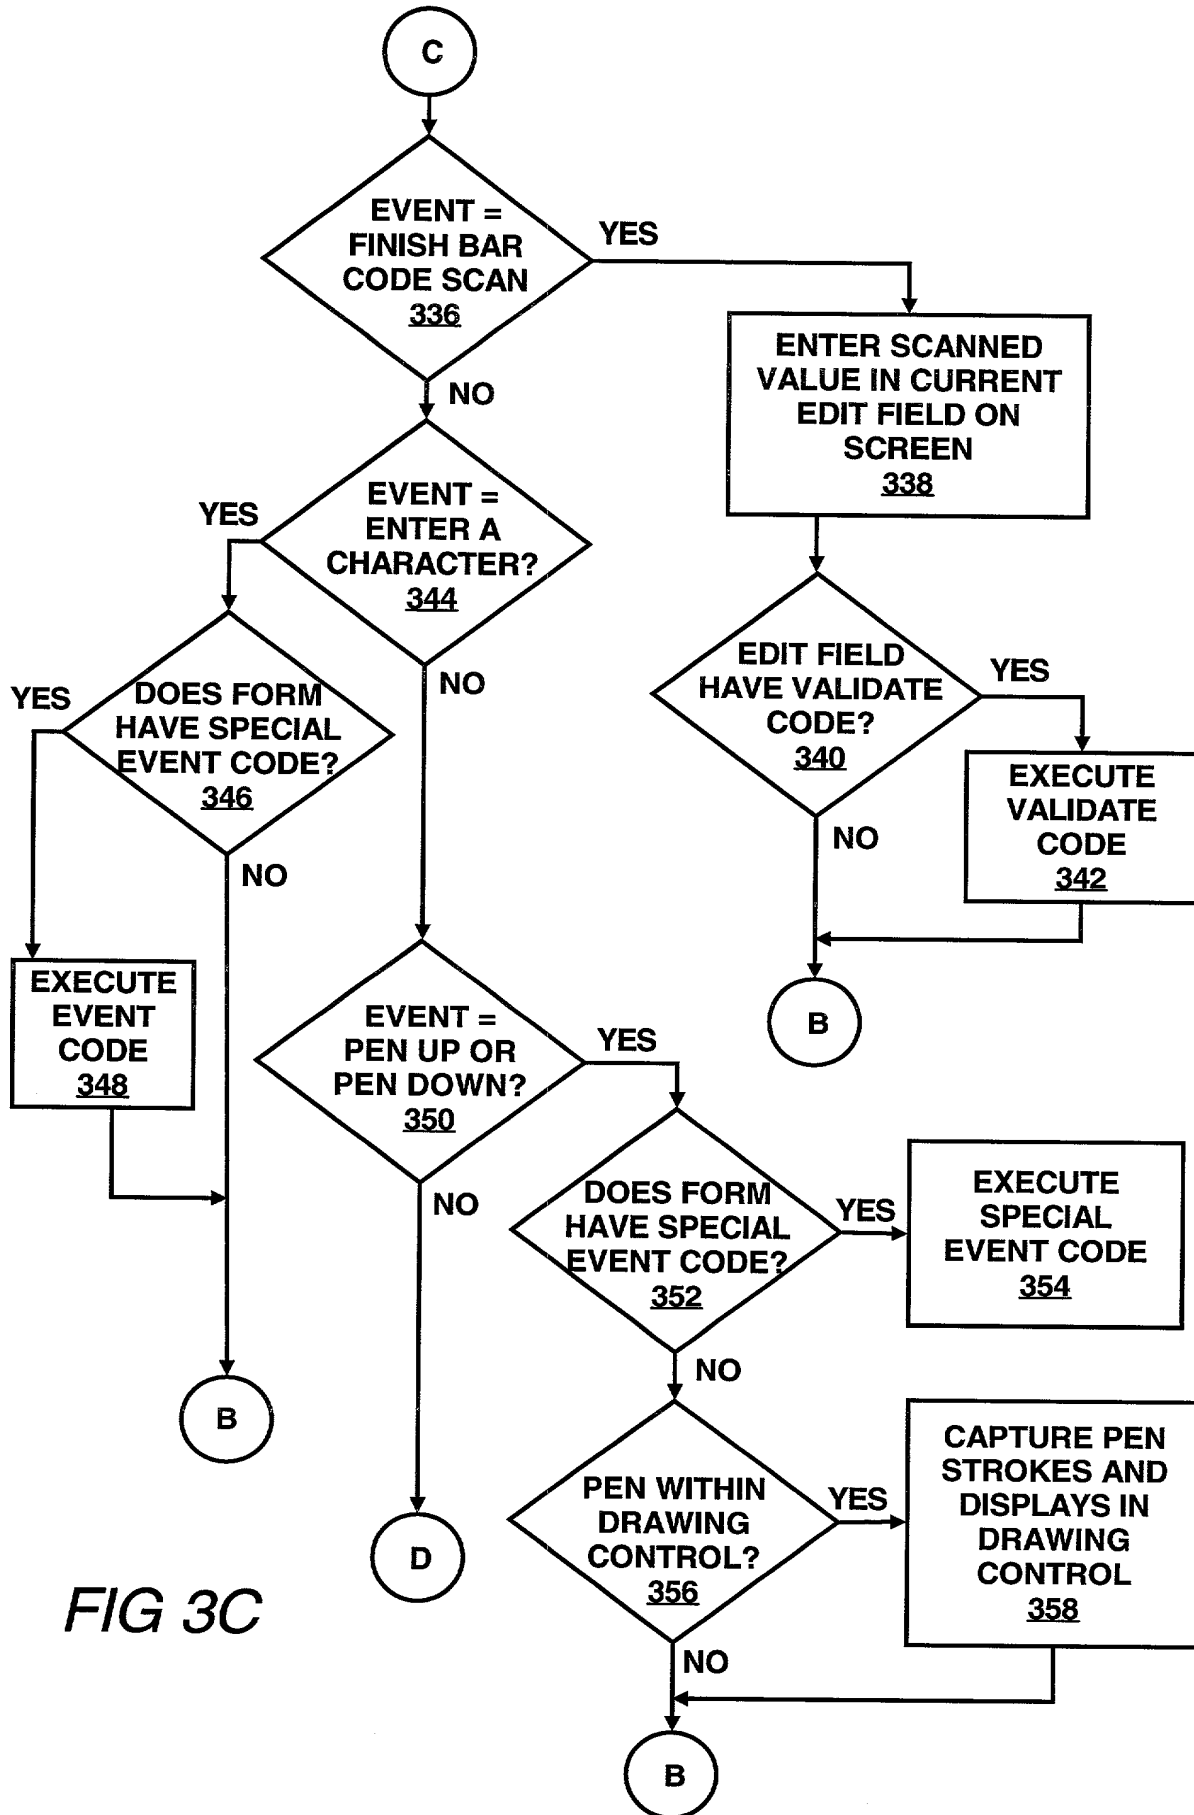 C
EVENT =
FINISH BAR
CODE SCAN
336
YES
NO
ENTER SCANNED
VALUE IN CURRENT
EDIT FIELD ON
SCREEN
338
EVENT =
ENTER A
CHARACTER?
344
YES
NO
EDIT FIELD
HAVE VALIDATE
CODE?
340
YES
NO
EXECUTE
VALIDATE
CODE
342
B
DOES FORM
HAVE SPECIAL
EVENT CODE?
346
YES
NO
EXECUTE
EVENT
CODE
348
B
EVENT =
PEN UP OR
PEN DOWN?
350
YES
NO
D
DOES FORM
HAVE SPECIAL
EVENT CODE?
352
YES
NO
EXECUTE
SPECIAL
EVENT CODE
354
PEN WITHIN
DRAWING
CONTROL?
356
YES
NO
CAPTURE PEN
STROKES AND
DISPLAYS IN
DRAWING
CONTROL
358
B
FIG 3C